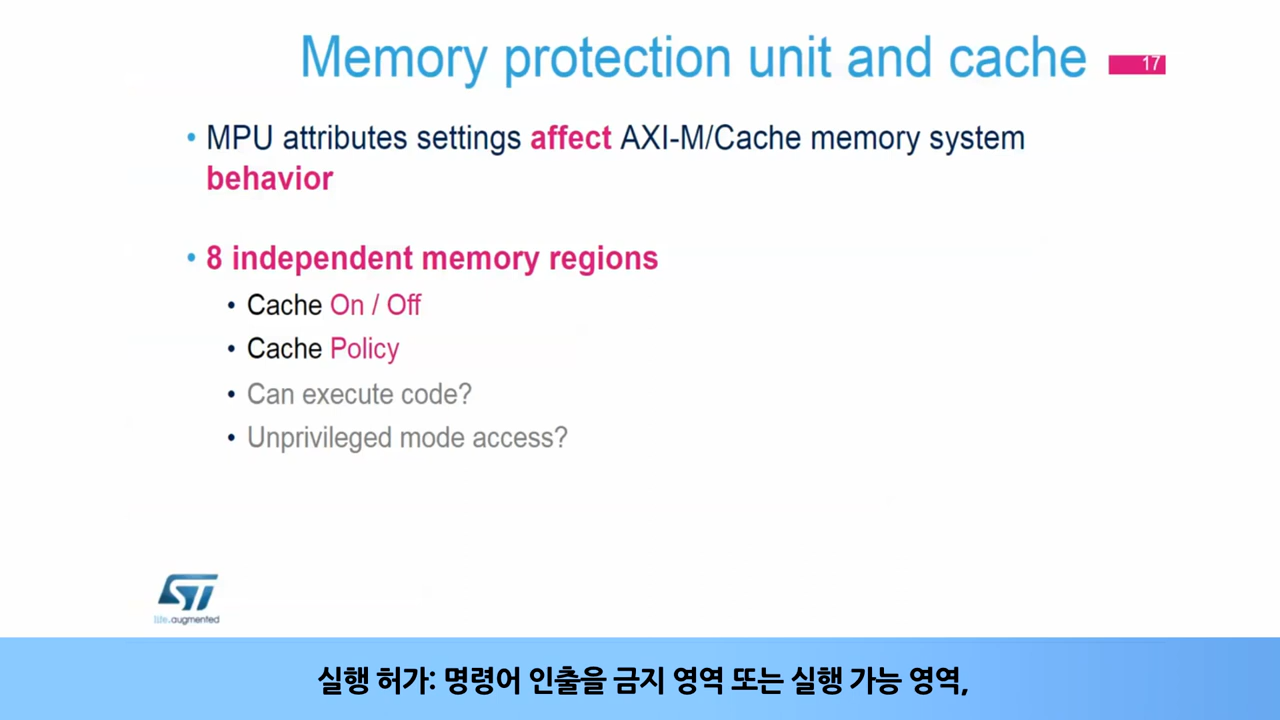 Memory protection unit and cache
17
• MPU attributes settings affect AXI-M/Cache memory system
behavior
• 8 independent memory regions
• Cache On / Off
• Cache Policy
• Can execute code?
• Unprivileged mode access?
ST
life.augmented
실행 허가: 명령어 인출을 금지 영역 또는 실행 가능 영역,